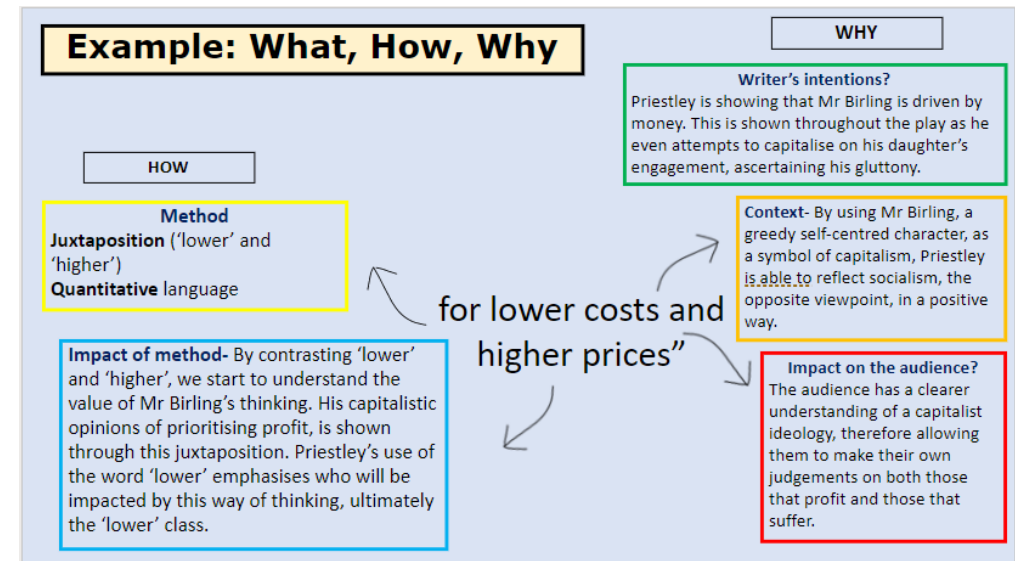 Example: What, How, Why
WHY
Writer's intentions?
Priestley is showing that Mr Birling is driven by
money. This is shown throughout the play as he
even attempts to capitalise on his daughter's
engagement, ascertaining his gluttony.
HOW
Method
Juxtaposition ('lower' and
'higher')
Quantitative language
Context- By using Mr Birling, a
greedy self-centred character, as
a symbol of capitalism, Priestley
is able to reflect socialism, the
opposite viewpoint, in a positive
way.
for lower costs and
higher prices”
Impact of method- By contrasting 'lower'
and 'higher', we start to understand the
value of Mr Birling's thinking. His capitalistic
opinions of prioritising profit, is shown
through this juxtaposition. Priestley's use of
the word 'lower' emphasises who will be
impacted by this way of thinking, ultimately
the 'lower' class.
Impact on the audience?
The audience has a clearer
understanding of a capitalist
ideology, therefore allowing
them to make their own
judgements on both those
that profit and those that
suffer.